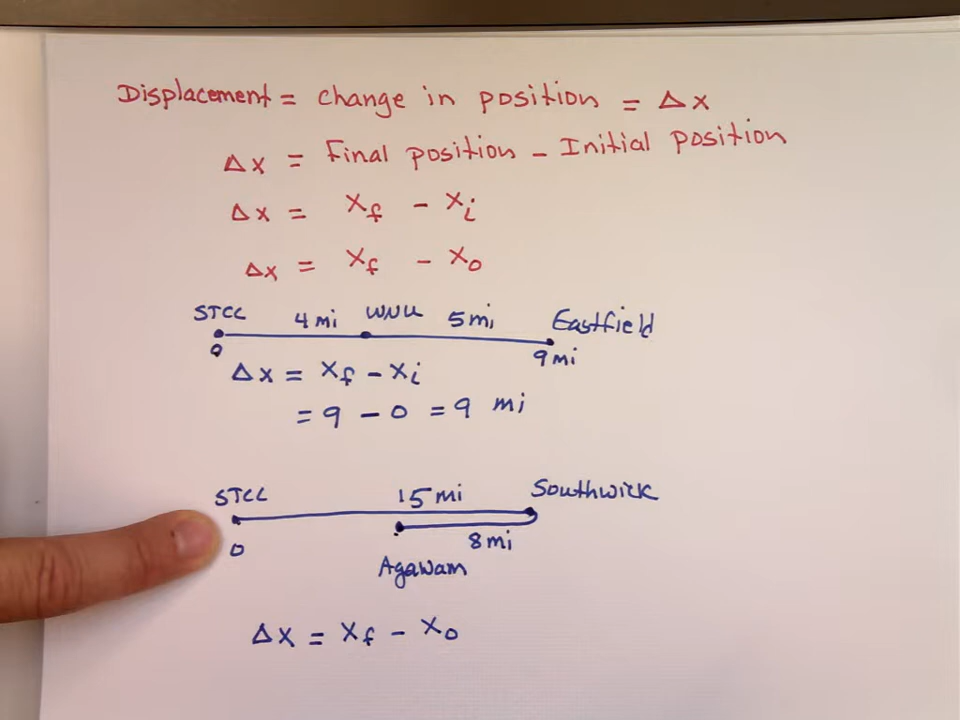 Displacement = change in position = Δx
Δx = Final position - Initial position
Δx = xf - xi
Δx = xf - x0
STCC 4 mi WNU 5 mi Eastfield
0 9 mi
Δx = xf - xi
= 9 - 0 = 9 mi
STCC 15 mi Southwick
0 8 mi
Agawam
Δx = xf - x0